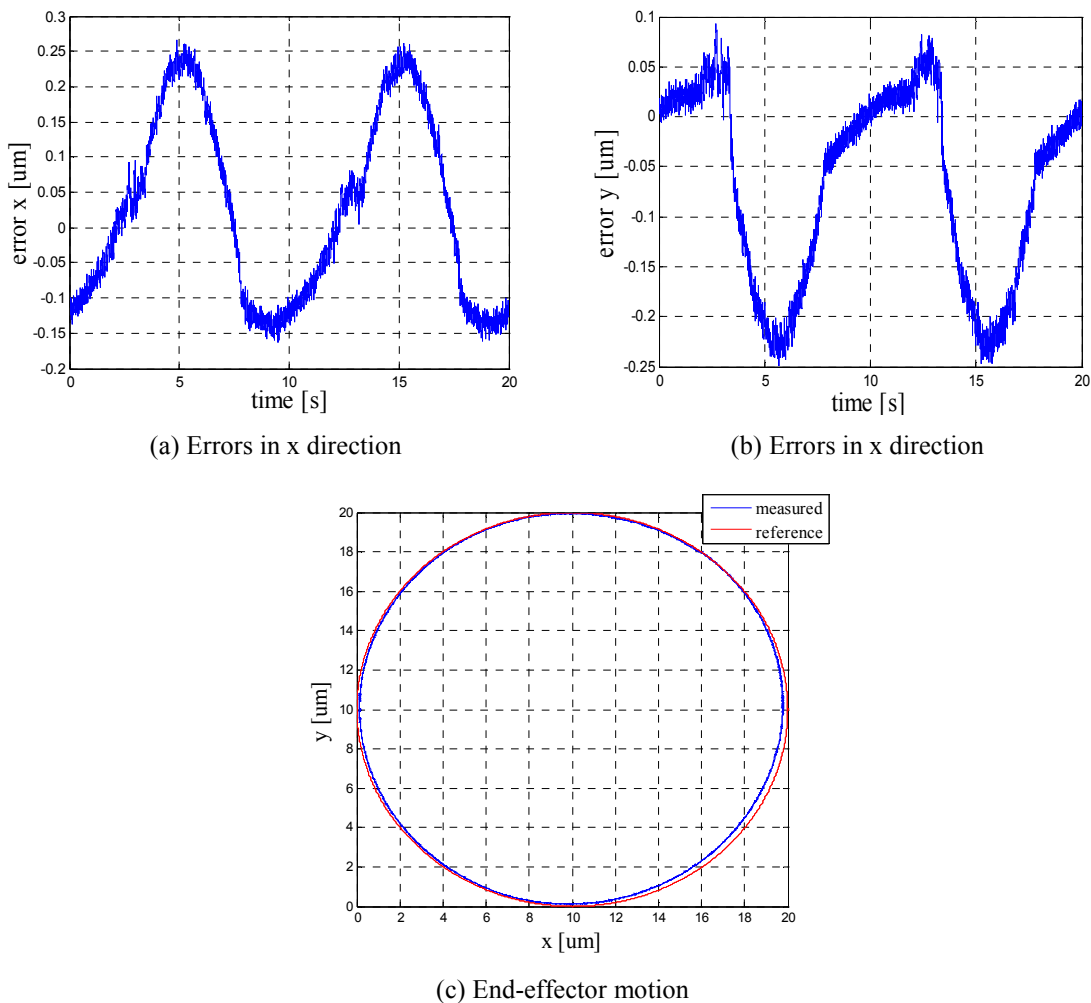 0.3
0.25
0.2
0.15
0.1
0.05
0
-0.05
-0.1
-0.15
-0.2
error x [um]
0 5 10 15 20
time [s]
(a) Errors in x direction
0.1
0.05
0
-0.05
-0.1
-0.15
-0.2
-0.25
error y [um]
0 5 10 15 20
time [s]
(b) Errors in x direction
measured
reference
20
18
16
14
12
10
8
6
4
2
0
y [um]
0 2 4 6 8 10 12 14 16 18 20
x [um]
(c) End-effector motion